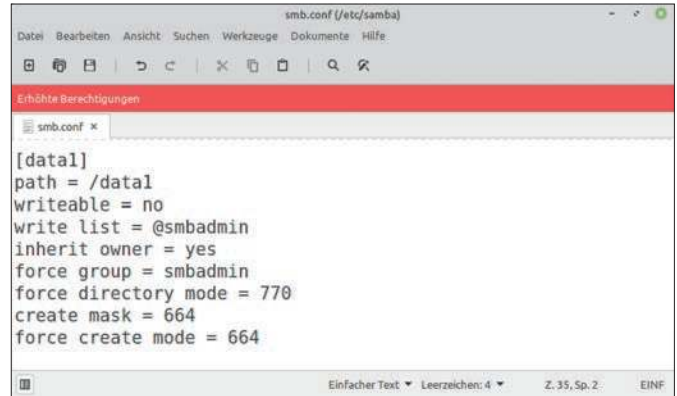 smb.conf (/etc/samba)
Datei Bearbeiten Ansicht Suchen Werkzeuge Dokumente Hilfe
Erhöhte Berechtigungen
smb.conf ×
[data1]
path = /data1
writeable = no
write list = @smbadmin
inherit owner = yes
force group = smbadmin
force directory mode = 770
create mask = 664
force create mode = 664
Einfacher Text Leerzeichen: 4 Z. 35, Sp. 2 EINF